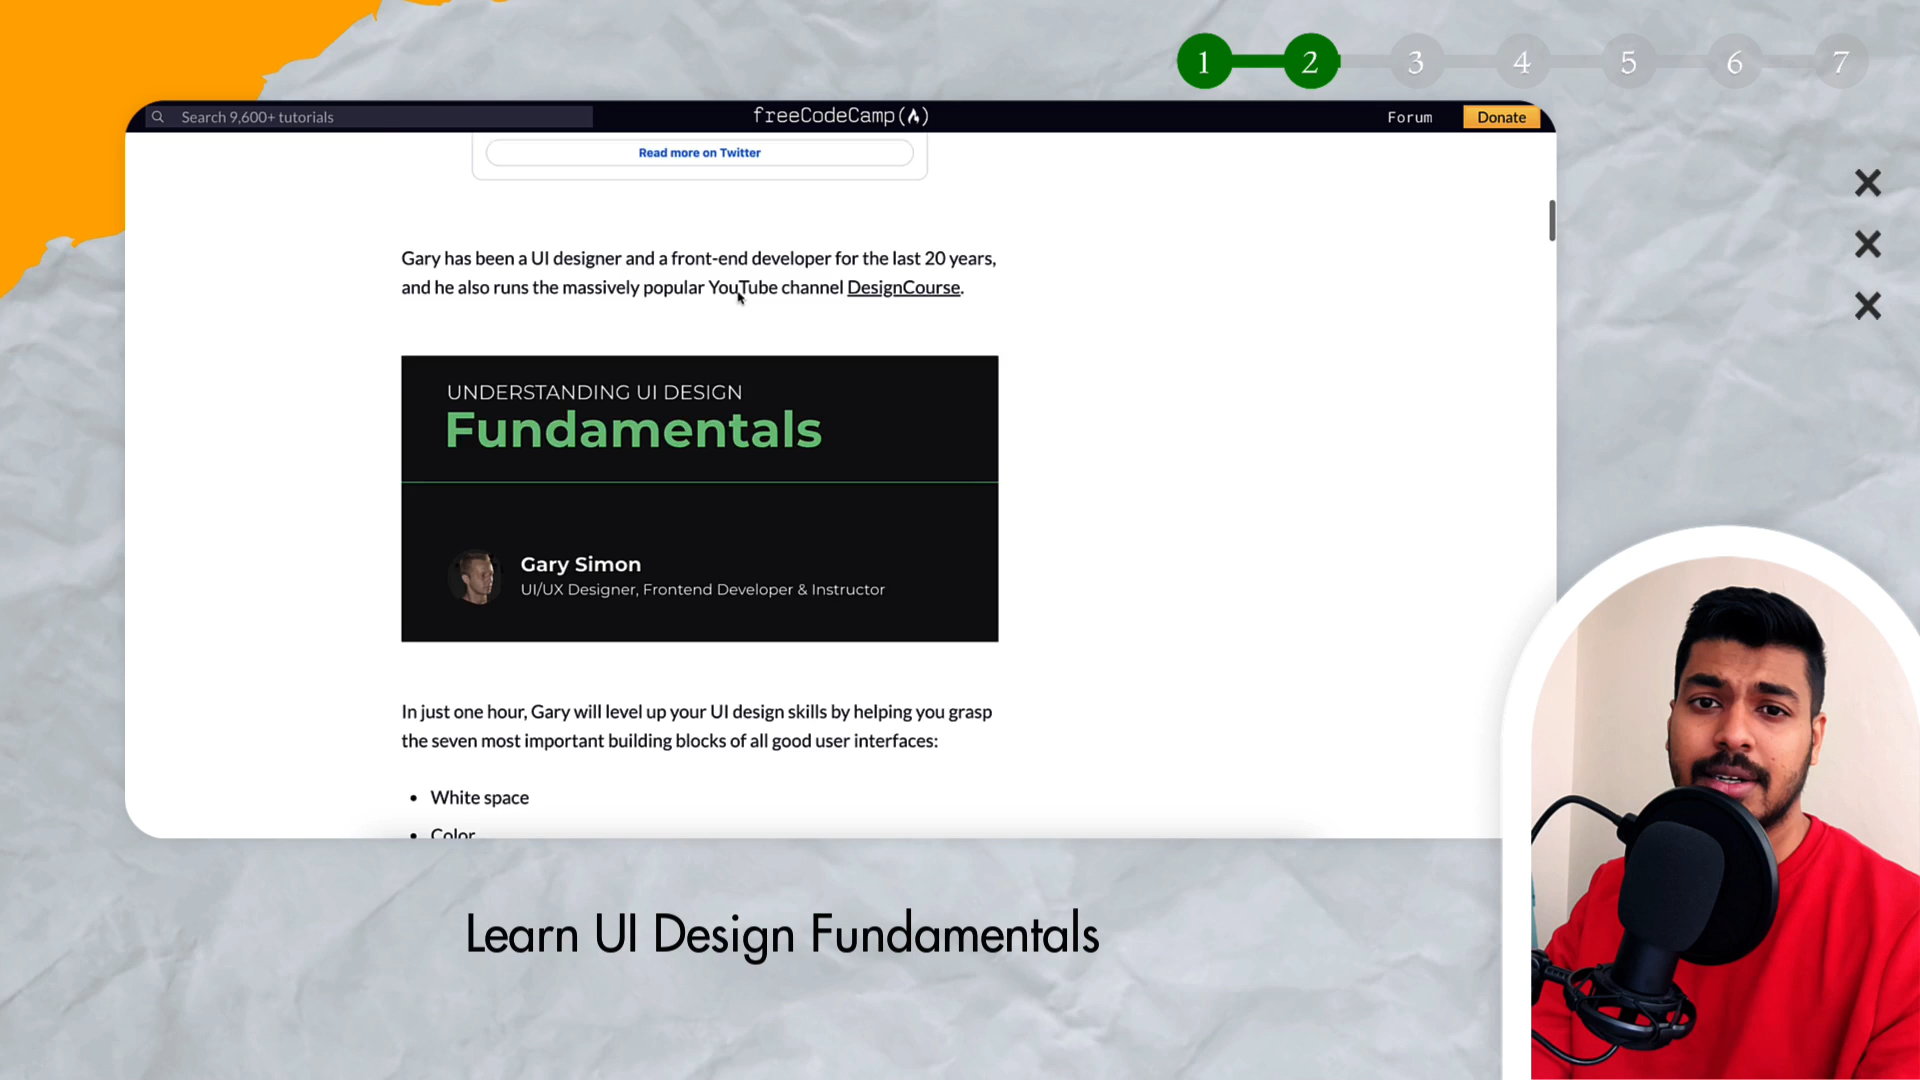 1 2 3 4 5 6 7
Search 9,600+ tutorials
freeCodeCamp(🔥)
Forum
Donate
Read more on Twitter
Gary has been a UI designer and a front-end developer for the last 20 years,
and he also runs the massively popular YouTube channel DesignCourse.
UNDERSTANDING UI DESIGN
Fundamentals
Gary Simon
UI/UX Designer, Frontend Developer & Instructor
In just one hour, Gary will level up your UI design skills by helping you grasp
the seven most important building blocks of all good user interfaces:
• White space
• Color
Learn UI Design Fundamentals